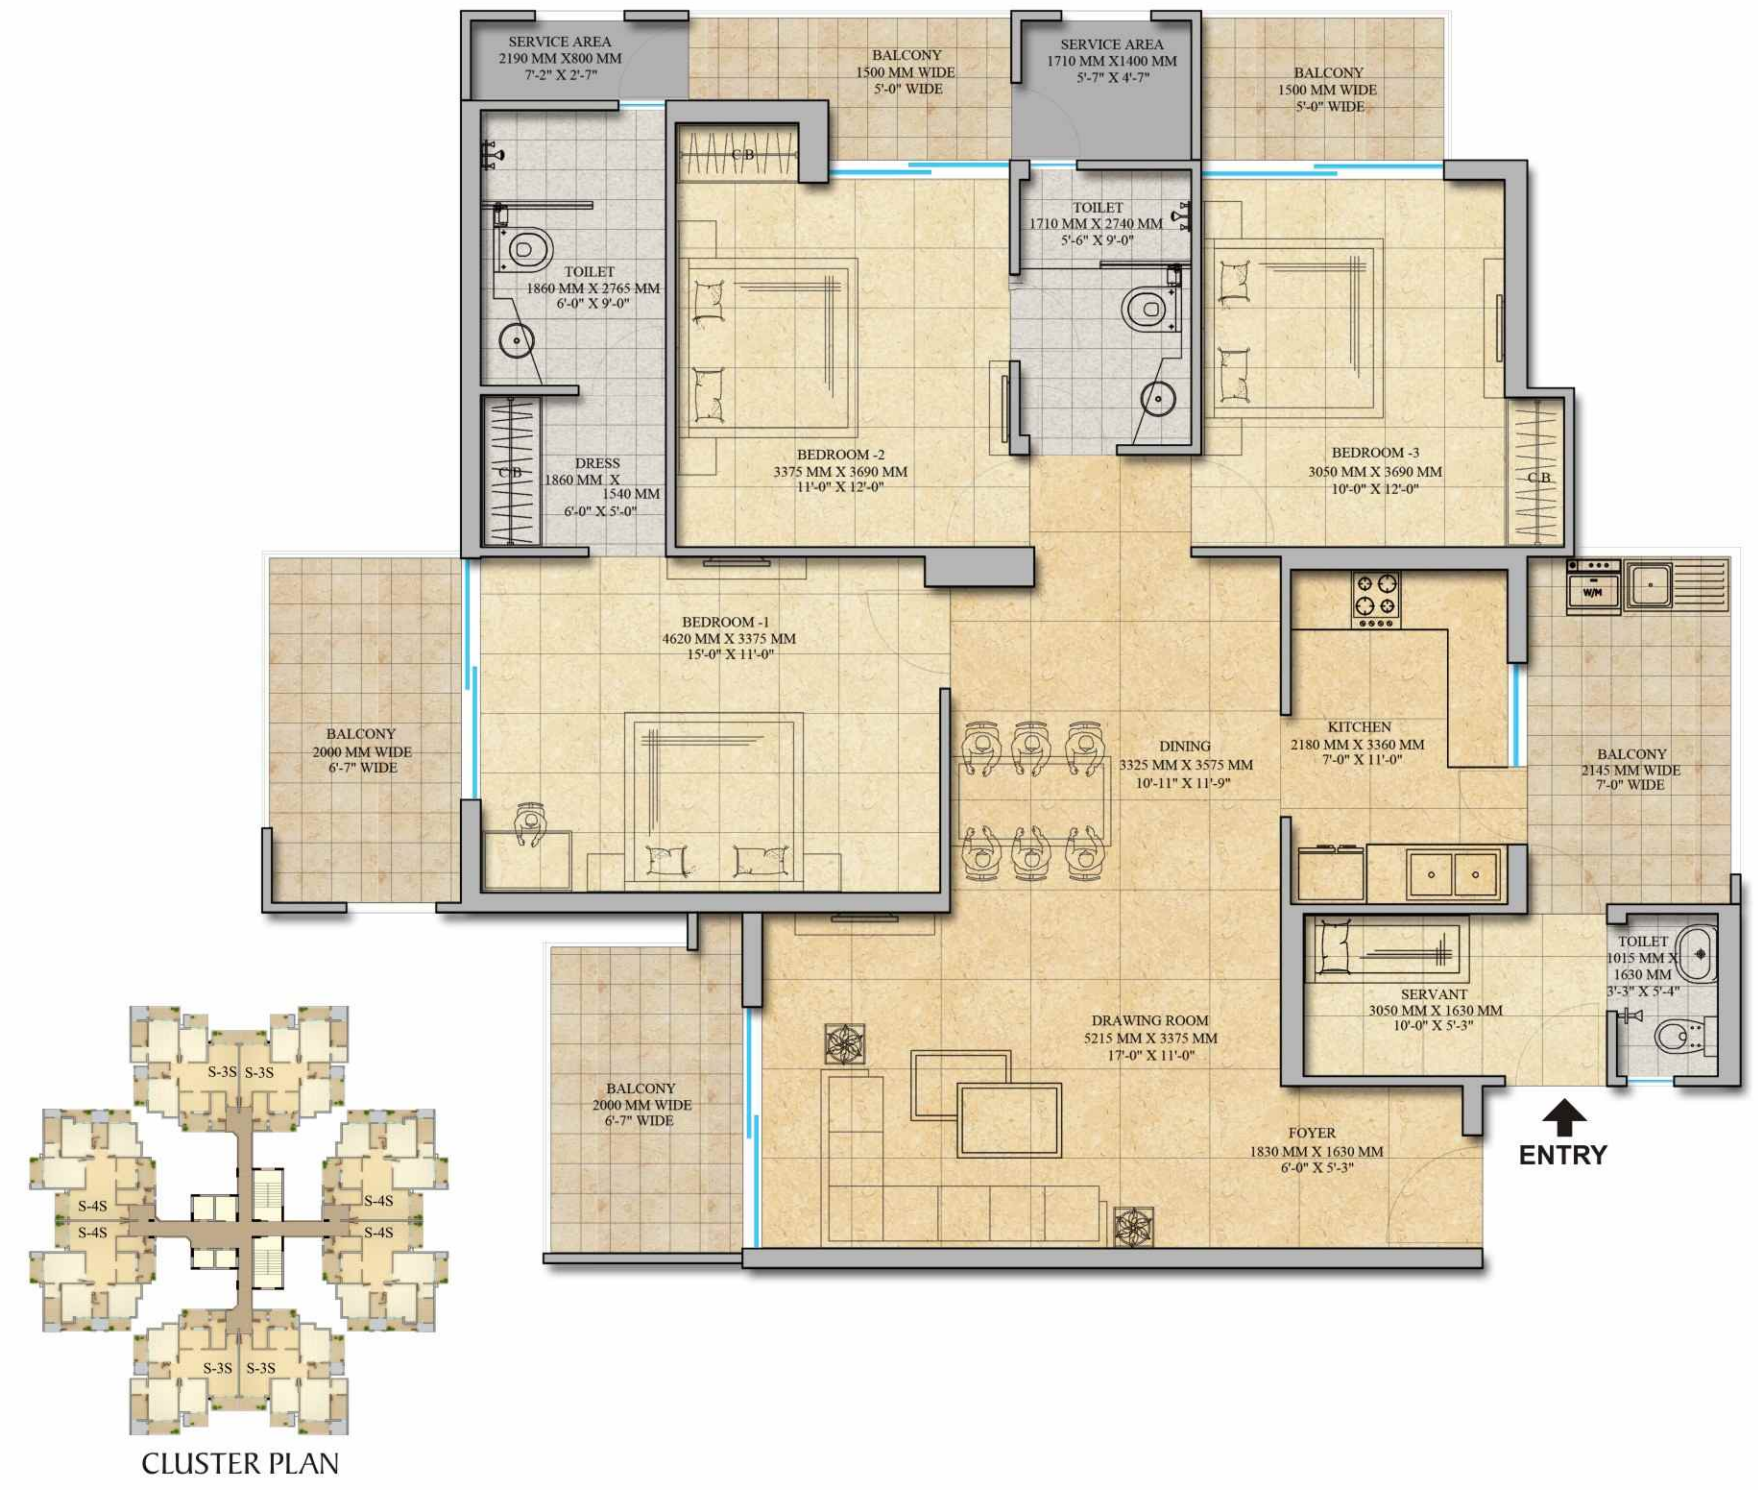 SERVICE AREA
2190 MM X800 MM
7'-2" X 2'-7"
BALCONY
1500 MM WIDE
5'-0" WIDE
SERVICE AREA
1710 MM X1400 MM
5'-7" X 4'-7"
BALCONY
1500 MM WIDE
5'-0" WIDE
C.B
TOILET
1860 MM X 2765 MM
6'-0" X 9'-0"
TOILET
1710 MM X 2740 MM
5'-6" X 9'-0"
C.B
DRESS
1860 MM X
1540 MM
6'-0" X 5'-0"
BEDROOM -2
3375 MM X 3690 MM
11'-0" X 12'-0"
BEDROOM -3
3050 MM X 3690 MM
10'-0" X 12'-0"
C.B
BALCONY
2000 MM WIDE
6'-7" WIDE
BEDROOM -1
4620 MM X 3375 MM
15'-0" X 11'-0"
DINING
3325 MM X 3575 MM
10'-11" X 11'-9"
KITCHEN
2180 MM X 3360 MM
7'-0" X 11'-0"
W/M
BALCONY
2145 MM WIDE
7'-0" WIDE
BALCONY
2000 MM WIDE
6'-7" WIDE
DRAWING ROOM
5215 MM X 3375 MM
17'-0" X 11'-0"
SERVANT
3050 MM X 1630 MM
10'-0" X 5'-3"
TOILET
1015 MM X
1630 MM
3'-3" X 5'-4"
FOYER
1830 MM X 1630 MM
6'-0" X 5'-3"
ENTRY
S-3S S-3S
S-4S S-4S
S-4S S-4S
S-3S S-3S
CLUSTER PLAN